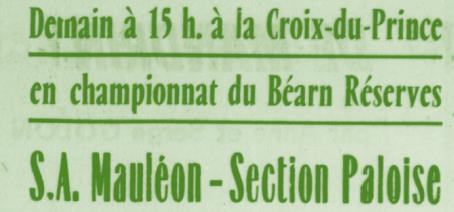 Demain à 15 h. à la Croix-du-Prince
en championnat du Béarn Réserves
S.A. Mauléon - Section Paloise